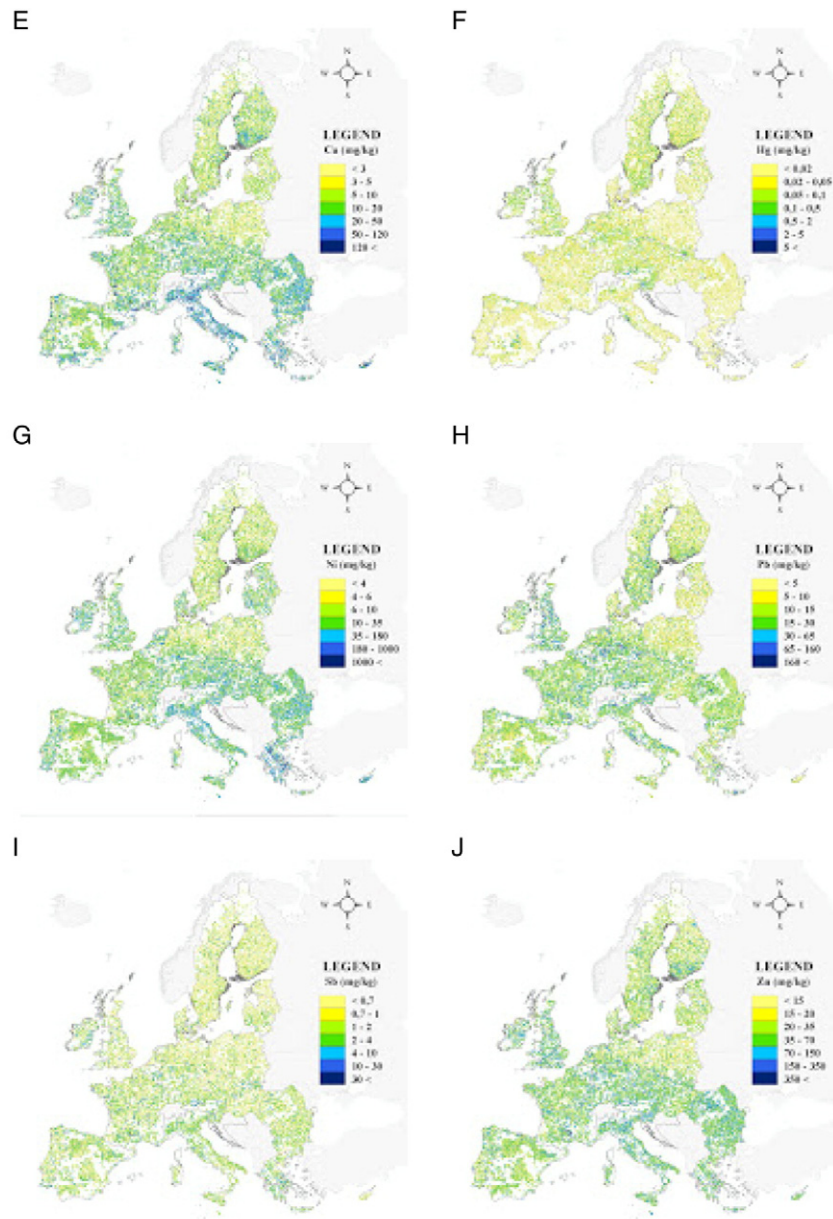 E
N
W E
S
LEGEND
Cu (mg/kg)
< 3
3 - 5
5 - 10
10 - 20
20 - 50
50 - 120
120 <
F
N
W E
S
LEGEND
Hg (mg/kg)
< 0,02
0,02 - 0,05
0,05 - 0,1
0,1 - 0,5
0,5 - 2
2 - 5
5 <
G
N
W E
S
LEGEND
Ni (mg/kg)
< 4
4 - 6
6 - 10
10 - 35
35 - 180
180 - 1000
1000 <
H
N
W E
S
LEGEND
Pb (mg/kg)
< 5
5 - 10
10 - 15
15 - 30
30 - 65
65 - 160
160 <
I
N
W E
S
LEGEND
Sb (mg/kg)
< 0,7
0,7 - 1
1 - 2
2 - 4
4 - 10
10 - 30
30 <
J
N
W E
S
LEGEND
Zn (mg/kg)
< 15
15 - 20
20 - 35
35 - 70
70 - 150
150 - 350
350 <